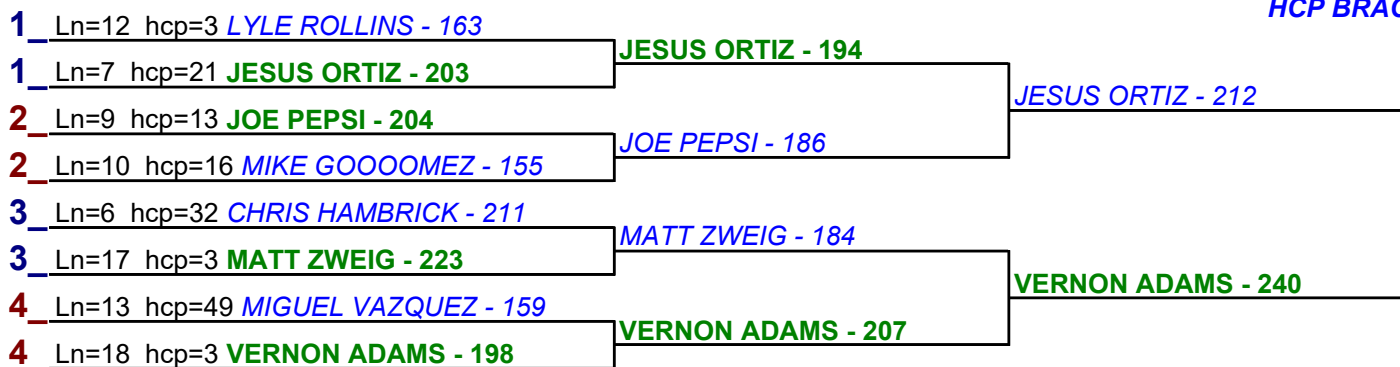 HCP BRAC
1_ Ln=12 hcp=3 LYLE ROLLINS - 163
JESUS ORTIZ - 194
1_ Ln=7 hcp=21 JESUS ORTIZ - 203
JESUS ORTIZ - 212
2_ Ln=9 hcp=13 JOE PEPSI - 204
JOE PEPSI - 186
2_ Ln=10 hcp=16 MIKE GOOOOMEZ - 155
3_ Ln=6 hcp=32 CHRIS HAMBRICK - 211
MATT ZWEIG - 184
3_ Ln=17 hcp=3 MATT ZWEIG - 223
VERNON ADAMS - 240
4_ Ln=13 hcp=49 MIGUEL VAZQUEZ - 159
VERNON ADAMS - 207
4 Ln=18 hcp=3 VERNON ADAMS - 198